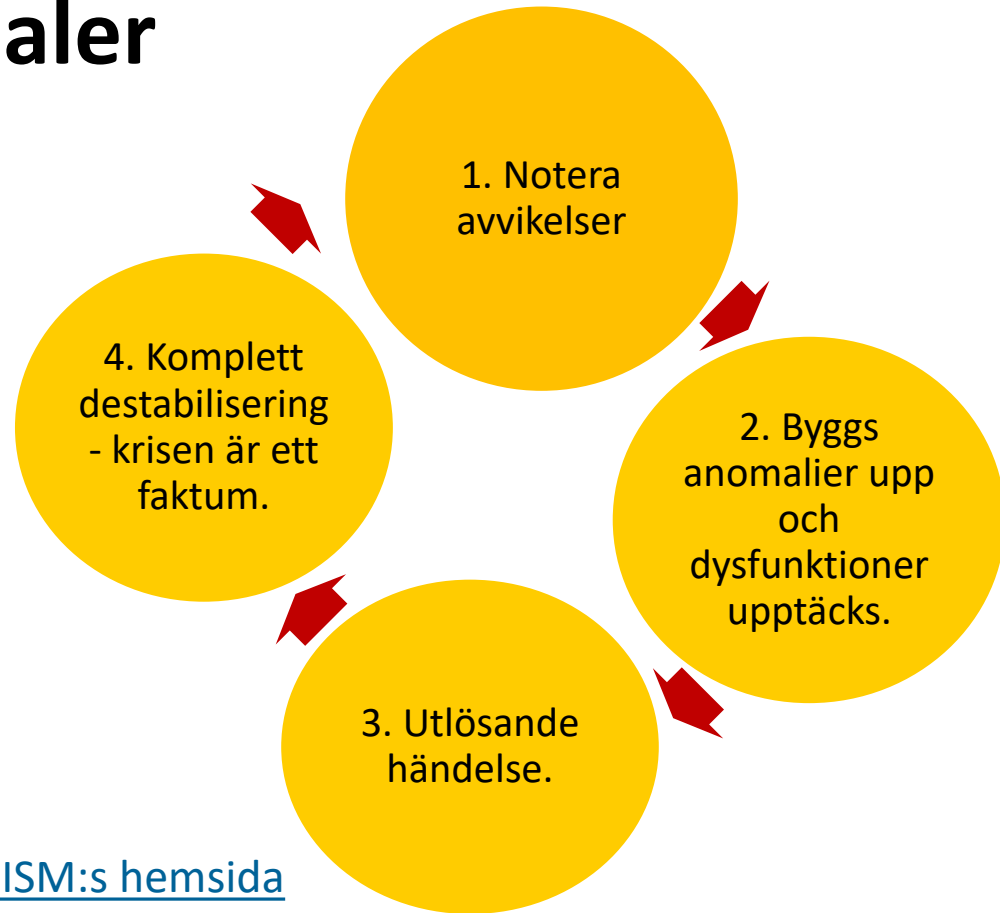 aler
1. Notera
avvikelser
2. Byggs
anomalier upp
och
dysfunktioner
upptäcks.
3. Utlösande
händelse.
4. Komplett
destabilisering
- krisen är ett
faktum.
ISM:s hemsida